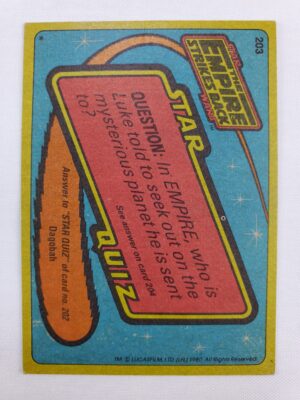 203
STAR
THE
EMPIRE
STRIKES BACK
WARS
STAR
QUIZ
QUESTION: In EMPIRE, who is
Luke told to seek out on the
mysterious planet he is sent
to?
See answer on card 204
Answer to "STAR QUIZ" of card no. 202
Dagobah
TM: © LUCASFILM, LTD. (LFL) 1980. All Rights Reserved.